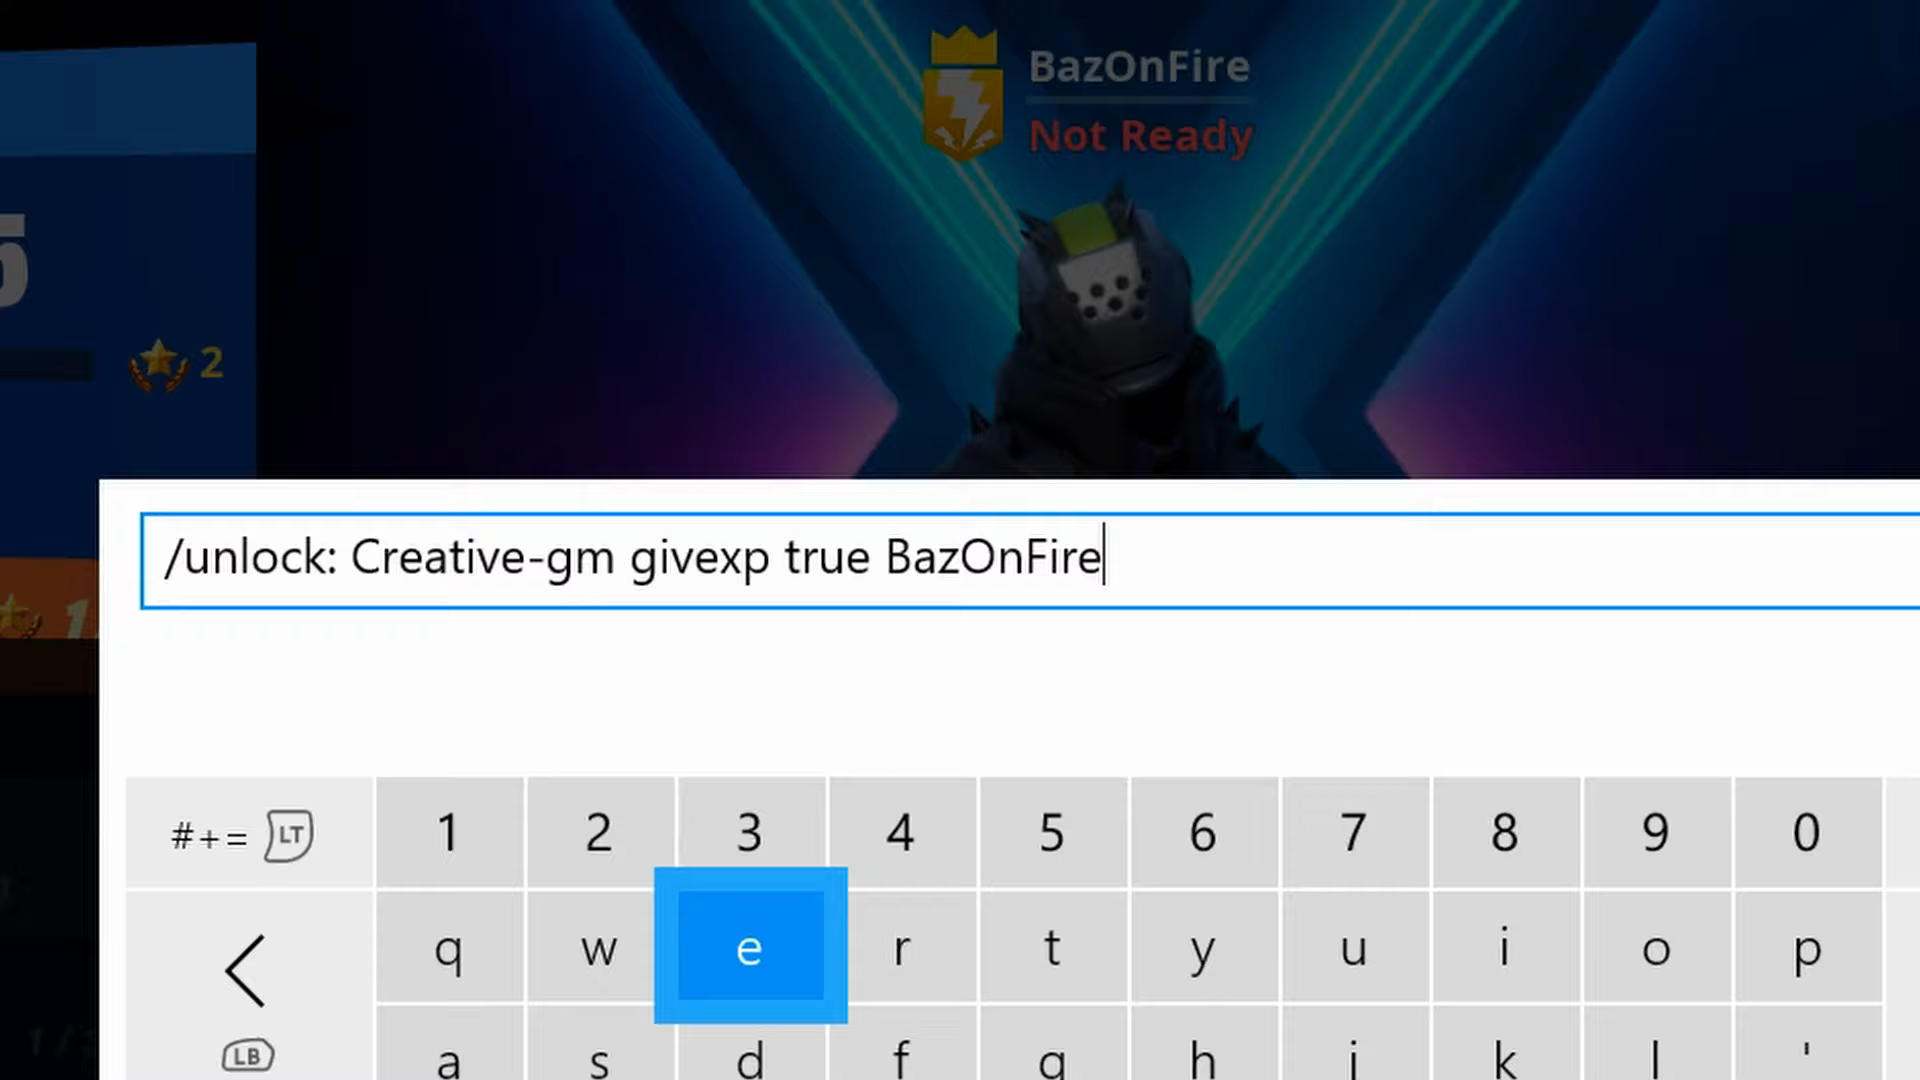 BazOnFire
Not Ready
5
2
/unlock: Creative-gm givexp true BazOnFire
#+= LT 1 2 3 4 5 6 7 8 9 0
q w e r t y u i o p
LB a s d f g h j k l '